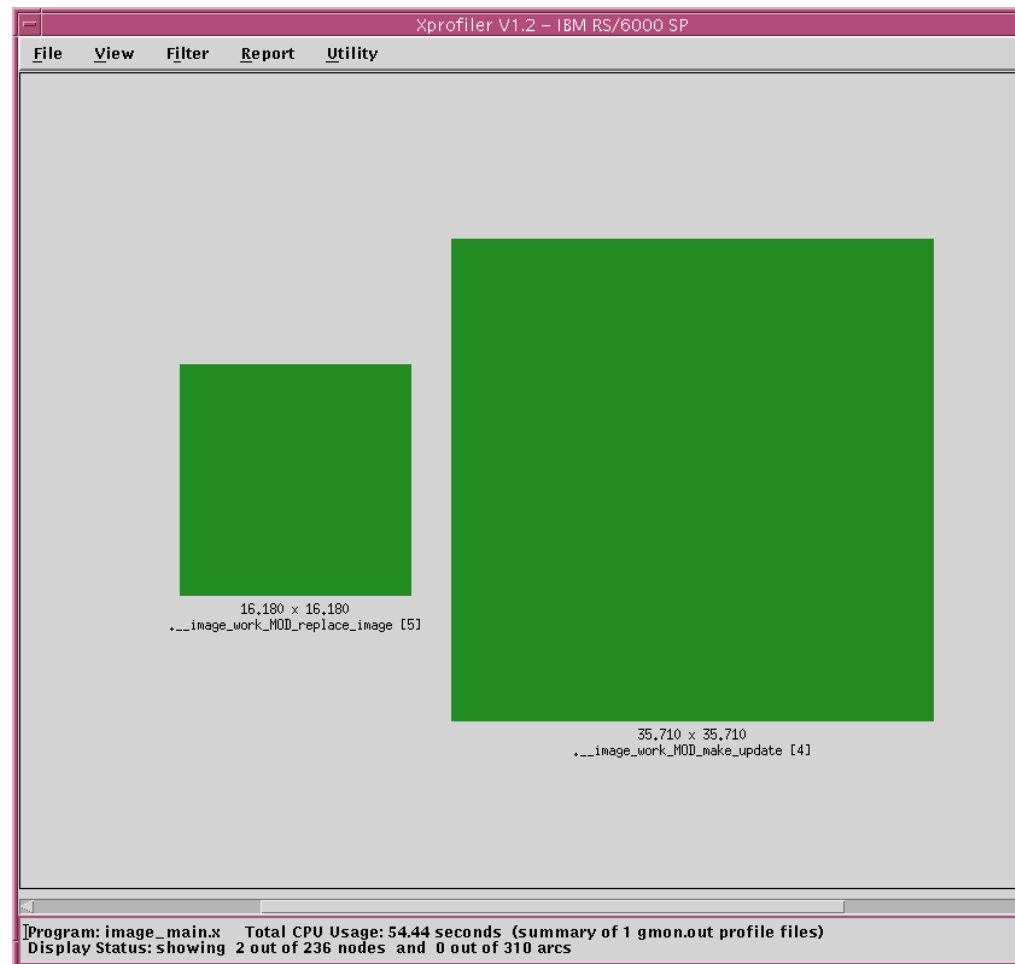 Xprofiler V1.2 – IBM RS/6000 SP
File View Filter Report Utility
16.180 x 16.180
.__image_work_MOD_replace_image [5]
35.710 x 35.710
.__image_work_MOD_make_update [4]
Program: image_main.x Total CPU Usage: 54.44 seconds (summary of 1 gmon.out profile files)
Display Status: showing 2 out of 236 nodes and 0 out of 310 arcs